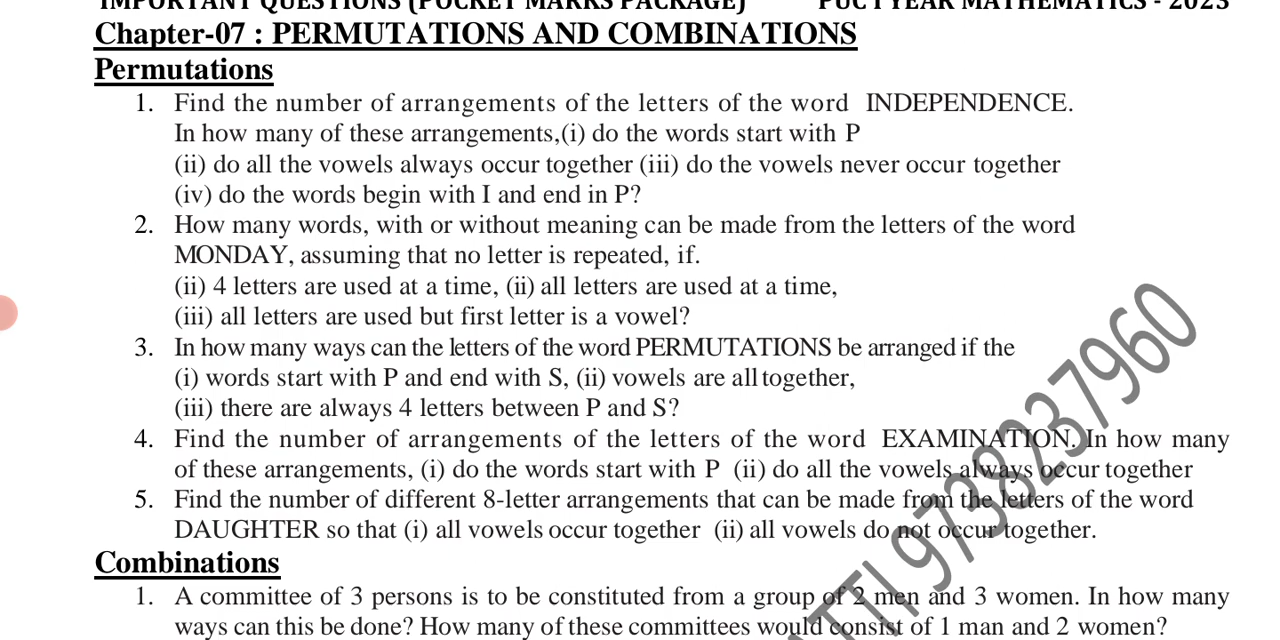 IMPORTANT QUESTIONS (POCKET MARKS PACKAGE) PUC I YEAR MATHEMATICS - 2023
Chapter-07 : PERMUTATIONS AND COMBINATIONS
Permutations
1. Find the number of arrangements of the letters of the word INDEPENDENCE.
In how many of these arrangements,(i) do the words start with P
(ii) do all the vowels always occur together (iii) do the vowels never occur together
(iv) do the words begin with I and end in P?
2. How many words, with or without meaning can be made from the letters of the word
MONDAY, assuming that no letter is repeated, if.
(ii) 4 letters are used at a time, (ii) all letters are used at a time,
(iii) all letters are used but first letter is a vowel?
3. In how many ways can the letters of the word PERMUTATIONS be arranged if the
(i) words start with P and end with S, (ii) vowels are all together,
(iii) there are always 4 letters between P and S?
4. Find the number of arrangements of the letters of the word EXAMINATION. In how many
of these arrangements, (i) do the words start with P (ii) do all the vowels always occur together
5. Find the number of different 8-letter arrangements that can be made from the letters of the word
DAUGHTER so that (i) all vowels occur together (ii) all vowels do not occur together.
Combinations
1. A committee of 3 persons is to be constituted from a group of 2 men and 3 women. In how many
ways can this be done? How many of these committees would consist of 1 man and 2 women?
9738237960